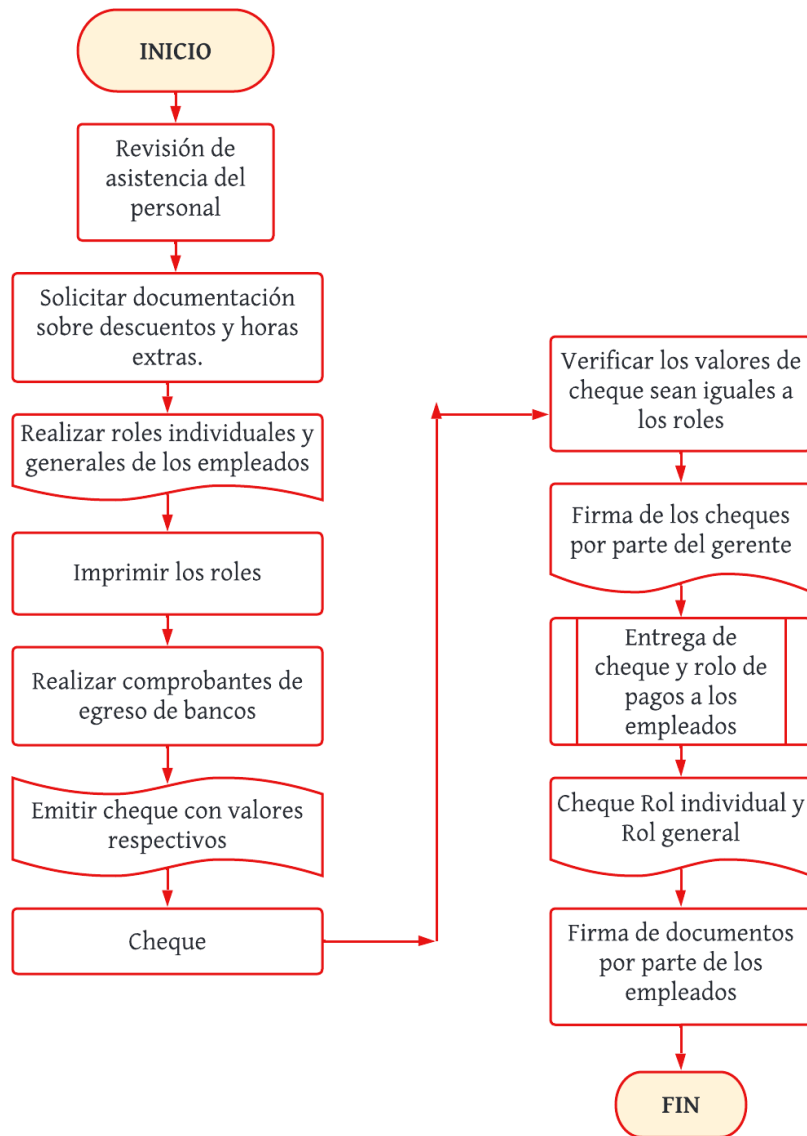 INICIO
Revisión de
asistencia del
personal
Solicitar documentación
sobre descuentos y horas
extras.
Realizar roles individuales y
generales de los empleados
Imprimir los roles
Realizar comprobantes de
egreso de bancos
Emitir cheque con valores
respectivos
Cheque
Verificar los valores de
cheque sean iguales a
los roles
Firma de los cheques
por parte del gerente
Entrega de
cheque y rolo de
pagos a los
empleados
Cheque Rol individual y
Rol general
Firma de documentos
por parte de los
empleados
FIN